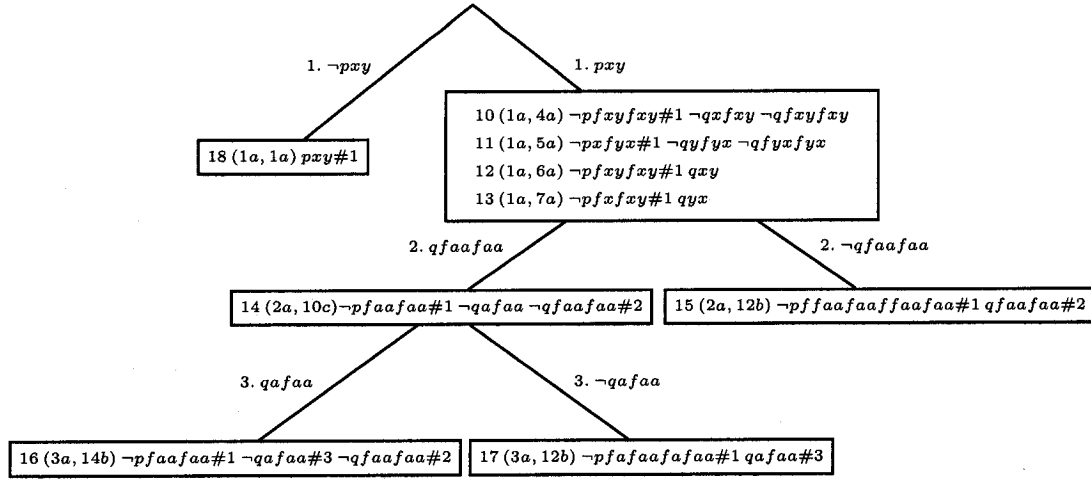 1. ¬pxy
1. pxy
10 (1a, 4a) ¬pfxyfxy#1 ¬qxfxy ¬qfxyfxy
11 (1a, 5a) ¬pxfyx#1 ¬qyfyx ¬qfyxfyx
12 (1a, 6a) ¬pfxyfxy#1 qxy
13 (1a, 7a) ¬pfxfxy#1 qyx
18 (1a, 1a) pxy#1
2. qfaafaa
2. ¬qfaafaa
14 (2a, 10c)¬pfaafaa#1 ¬qafaa ¬qfaafaa#2
15 (2a, 12b) ¬pffaafaaffaafaa#1 qfaafaa#2
3. qafaa
3. ¬qafaa
16 (3a, 14b) ¬pfaafaa#1 ¬qafaa#3 ¬qfaafaa#2
17 (3a, 12b) ¬pfafaafafaa#1 qafaa#3